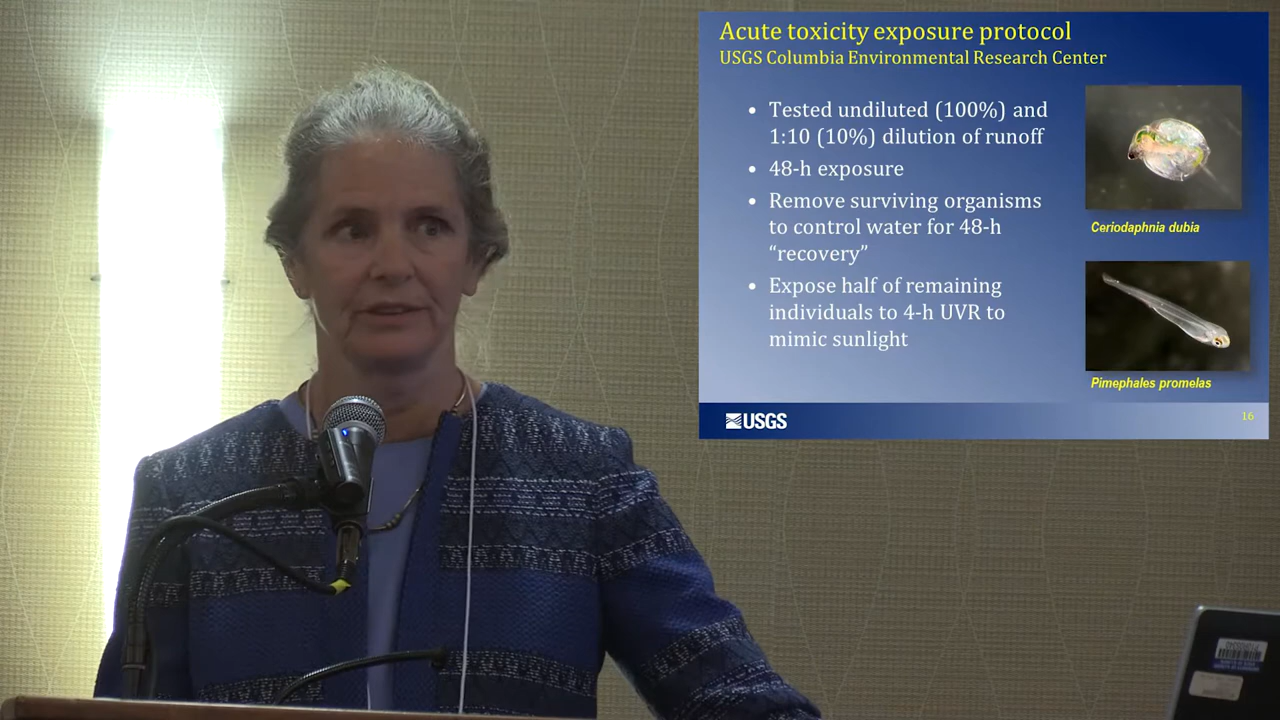 Acute toxicity exposure protocol
USGS Columbia Environmental Research Center
• Tested undiluted (100%) and
1:10 (10%) dilution of runoff
• 48-h exposure
• Remove surviving organisms
to control water for 48-h
“recovery”
• Expose half of remaining
individuals to 4-h UVR to
mimic sunlight
Ceriodaphnia dubia
Pimephales promelas
USGS
16